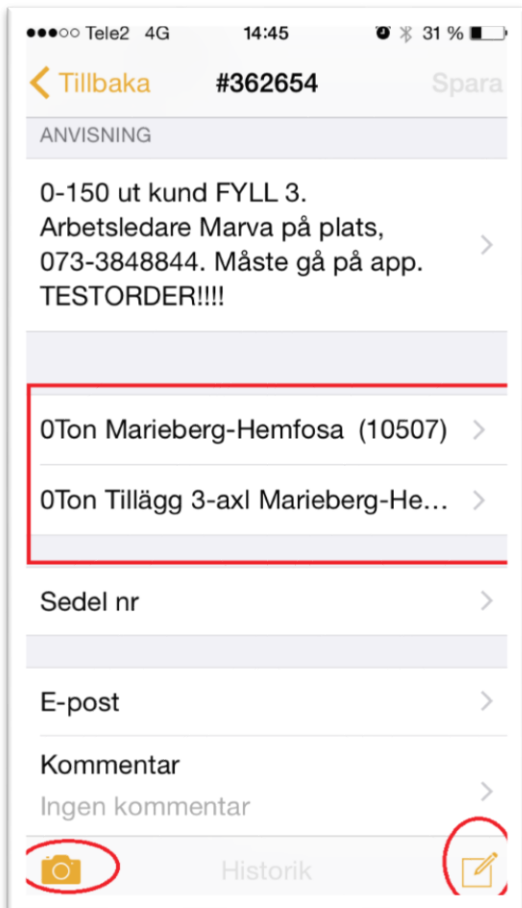 Tele2 4G 14:45 31 %
Tillbaka #362654 Spara
ANVISNING
0-150 ut kund FYLL 3.
Arbetsledare Marva på plats,
073-3848844. Måste gå på app.
TESTORDER!!!!
0Ton Marieberg-Hemfosa (10507)
0Ton Tillägg 3-axl Marieberg-He...
Sedel nr
E-post
Kommentar
Ingen kommentar
Historik